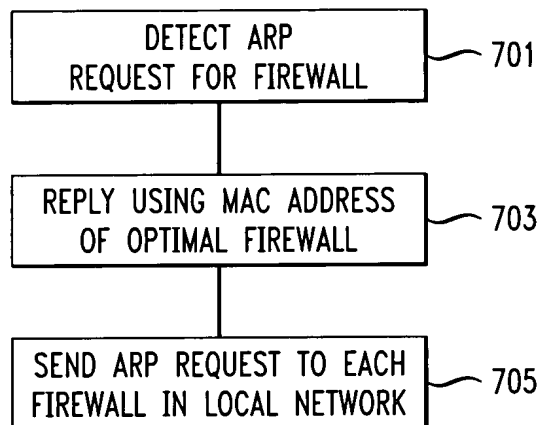 DETECT ARP
REQUEST FOR FIREWALL
701
REPLY USING MAC ADDRESS
OF OPTIMAL FIREWALL
703
SEND ARP REQUEST TO EACH
FIREWALL IN LOCAL NETWORK
705